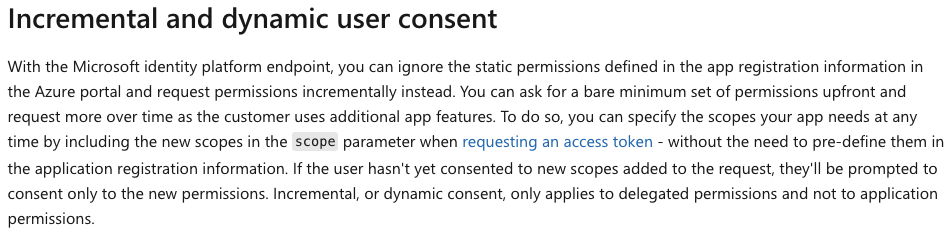 Incremental and dynamic user consent
With the Microsoft identity platform endpoint, you can ignore the static permissions defined in the app registration information in
the Azure portal and request permissions incrementally instead. You can ask for a bare minimum set of permissions upfront and
request more over time as the customer uses additional app features. To do so, you can specify the scopes your app needs at any
time by including the new scopes in the scope parameter when requesting an access token - without the need to pre-define them in
the application registration information. If the user hasn't yet consented to new scopes added to the request, they'll be prompted to
consent only to the new permissions. Incremental, or dynamic consent, only applies to delegated permissions and not to application
permissions.